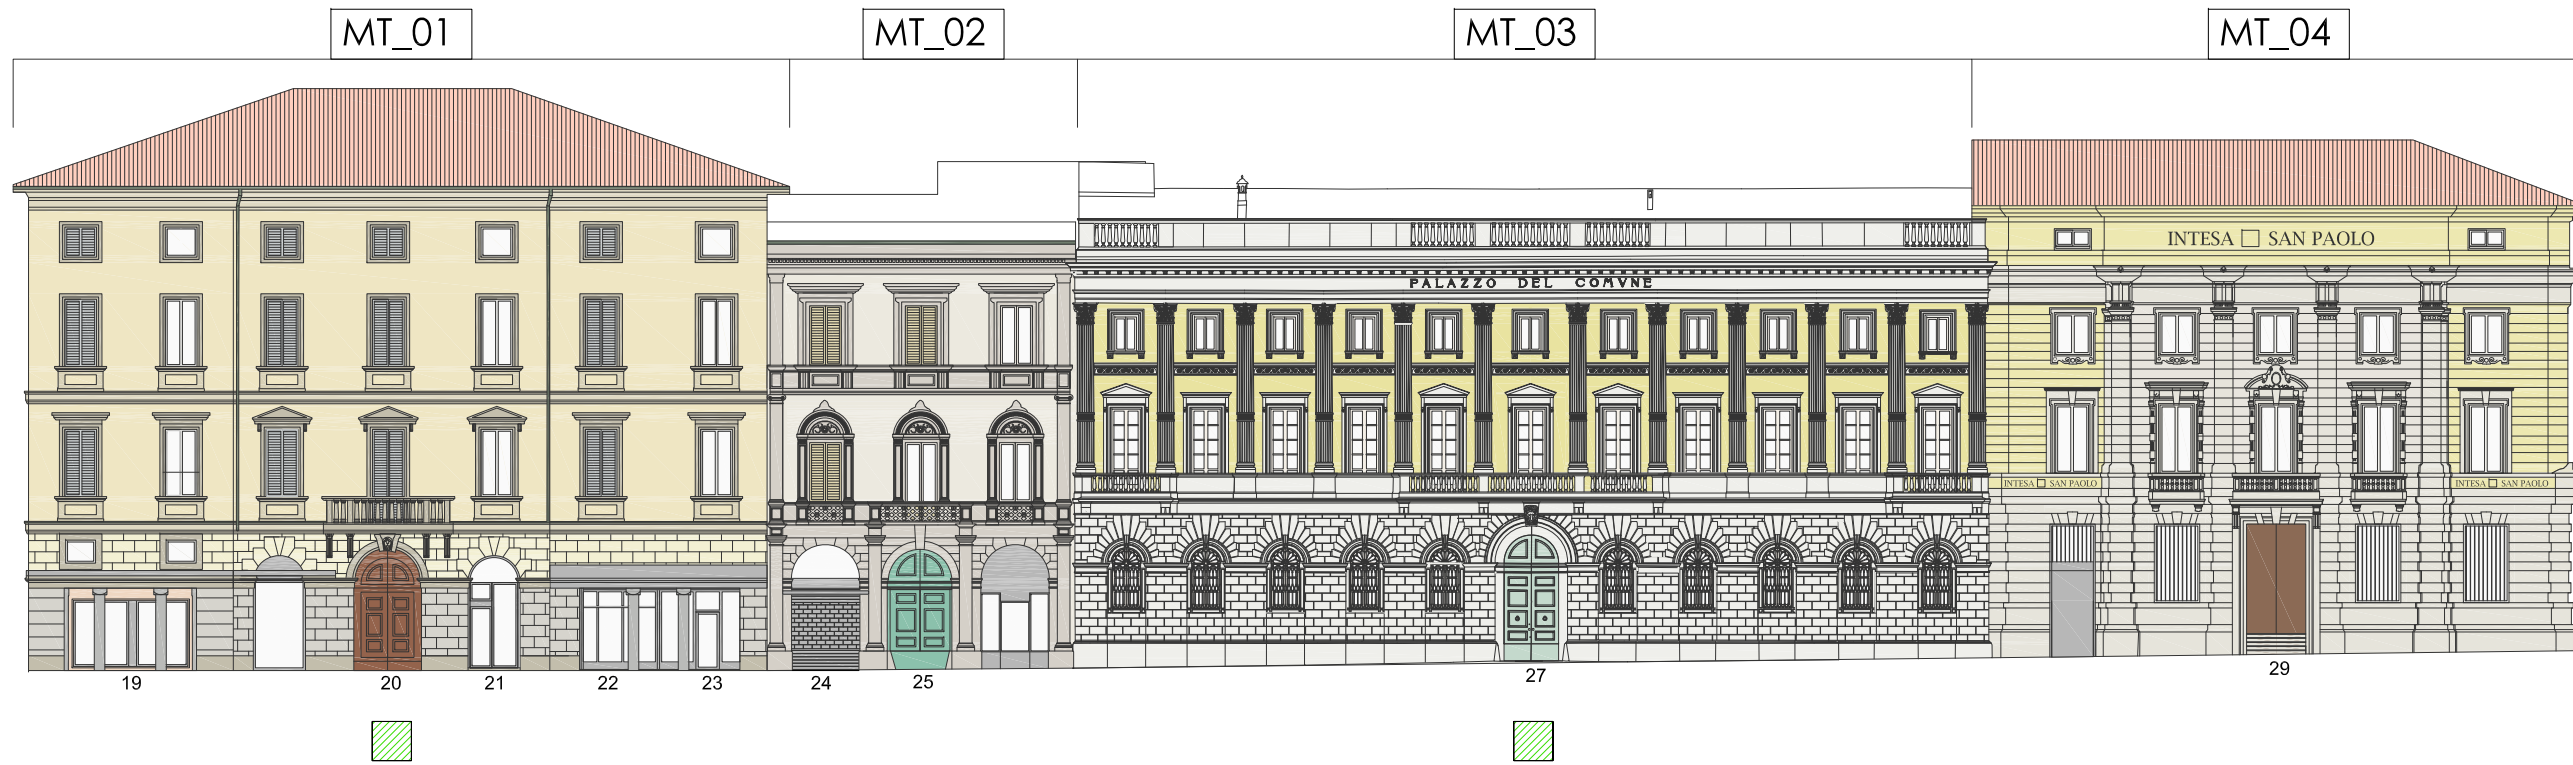 MT_01 MT_02 MT_03 MT_04
INTESA SAN PAOLO
PALAZZO DEL COMVNE
INTESA SAN PAOLO INTESA SAN PAOLO
19 20 21 22 23 24 25 27 29